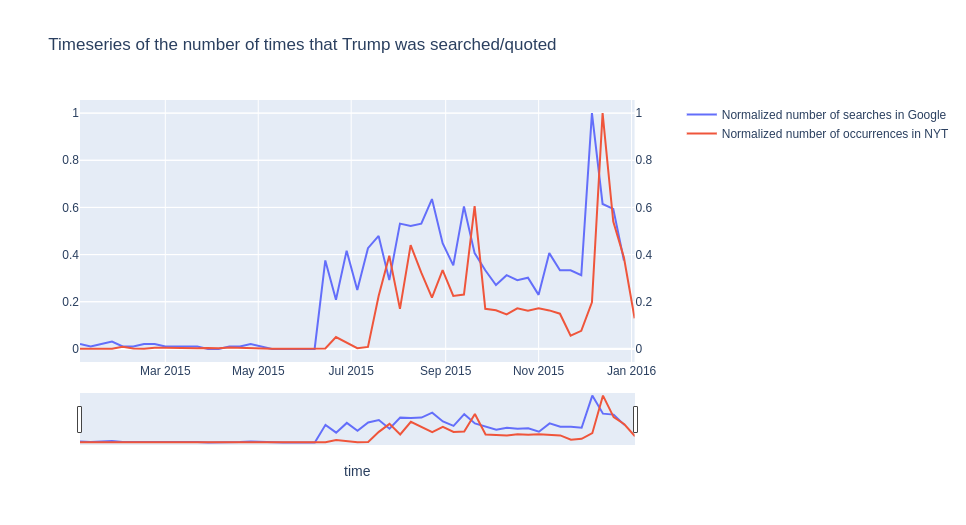 Timeseries of the number of times that Trump was searched/quoted
Normalized number of searches in Google
Normalized number of occurrences in NYT
1
0.8
0.6
0.4
0.2
0
1
0.8
0.6
0.4
0.2
0
Mar 2015 May 2015 Jul 2015 Sep 2015 Nov 2015 Jan 2016
time